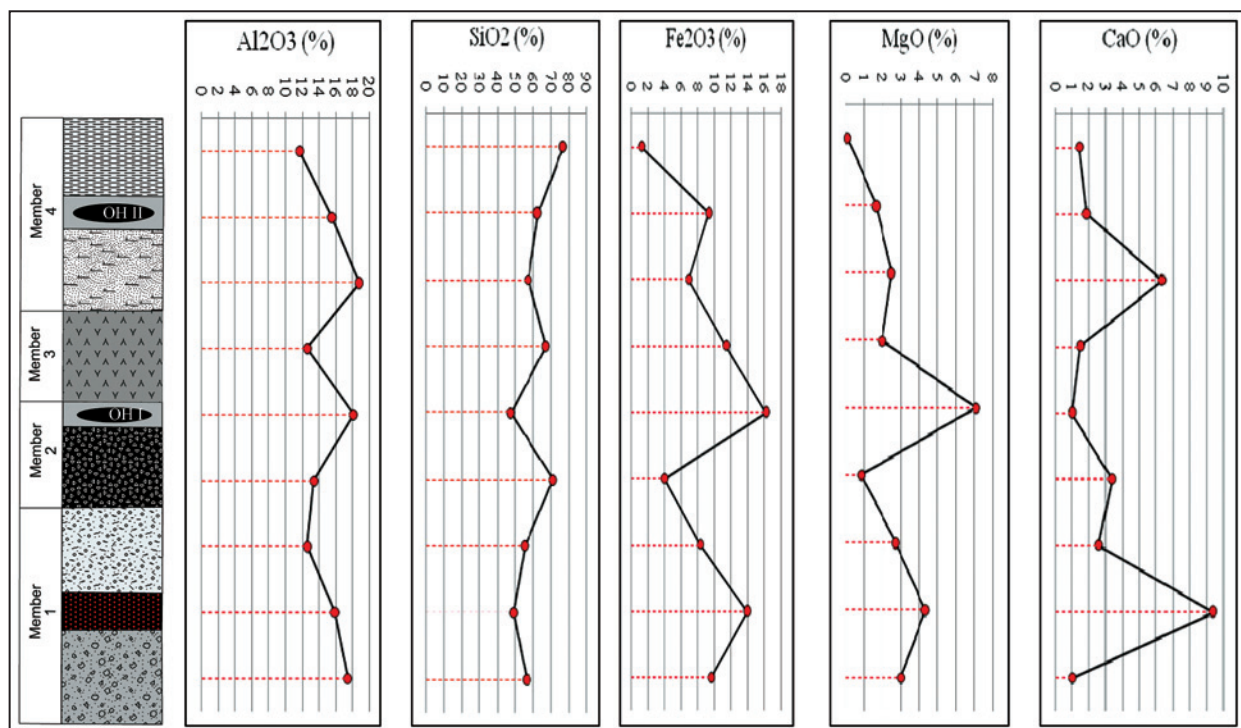 Al2O3 (%)
0 2 4 6 8 10 12 14 16 18 20
SiO2 (%)
0 10 20 30 40 50 60 70 80 90
Fe2O3 (%)
0 2 4 6 8 10 12 14 16 18
MgO (%)
0 1 2 3 4 5 6 7 8
CaO (%)
0 1 2 3 4 5 6 7 8 9 10
Member 4
OH II
Member 3
OH I
Member 2
Member 1